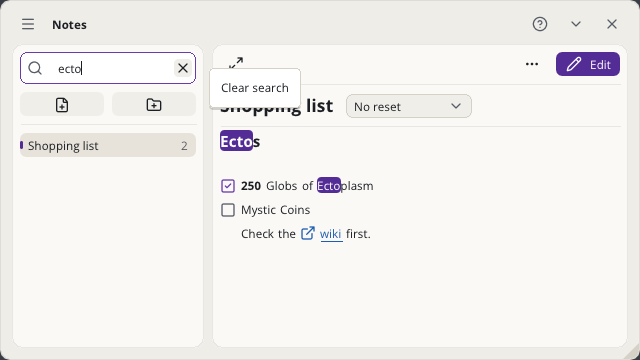 Notes
ecto
Clear search
Edit
Shopping list
No reset
Shopping list 2
Ectos
250 Globs of Ectoplasm
Mystic Coins
Check the wiki first.